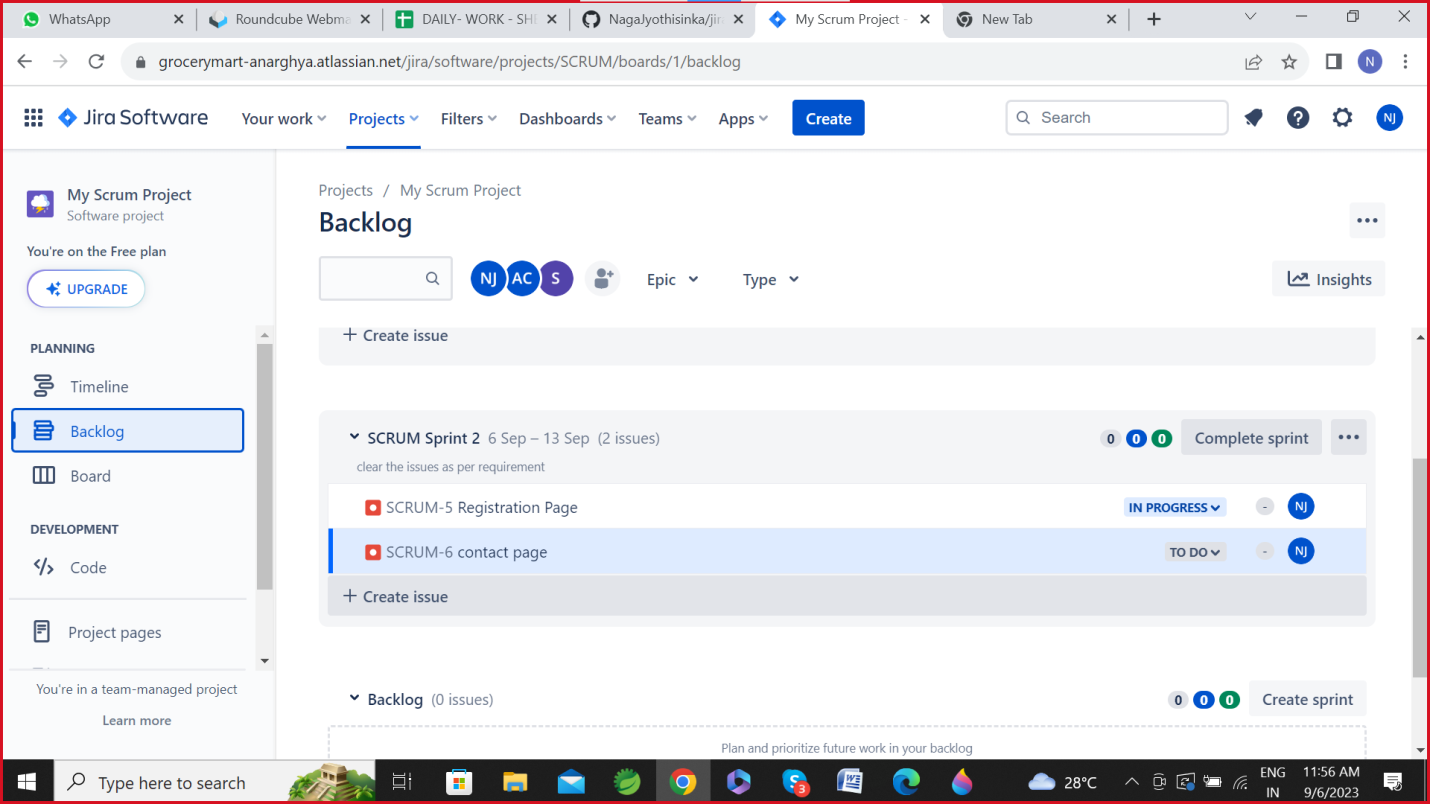 WhatsApp
Roundcube Webma
DAILY- WORK - SHE
NagaJyothisinka/jir
My Scrum Project -
New Tab
grocerymart-anarghya.atlassian.net/jira/software/projects/SCRUM/boards/1/backlog
N
Jira Software
Your work
Projects
Filters
Dashboards
Teams
Apps
Create
Search
NJ
My Scrum Project
Software project
You're on the Free plan
UPGRADE
PLANNING
Timeline
Backlog
Board
DEVELOPMENT
Code
Project pages
You're in a team-managed project
Learn more
Projects / My Scrum Project
Backlog
NJ AC S
Epic
Type
Insights
+ Create issue
SCRUM Sprint 2 6 Sep – 13 Sep (2 issues)
0 0 0
Complete sprint
clear the issues as per requirement
SCRUM-5 Registration Page
IN PROGRESS
-
NJ
SCRUM-6 contact page
TO DO
-
NJ
+ Create issue
Backlog (0 issues)
0 0 0
Create sprint
Plan and prioritize future work in your backlog
Type here to search
3
28°C
ENG
IN
11:56 AM
9/6/2023